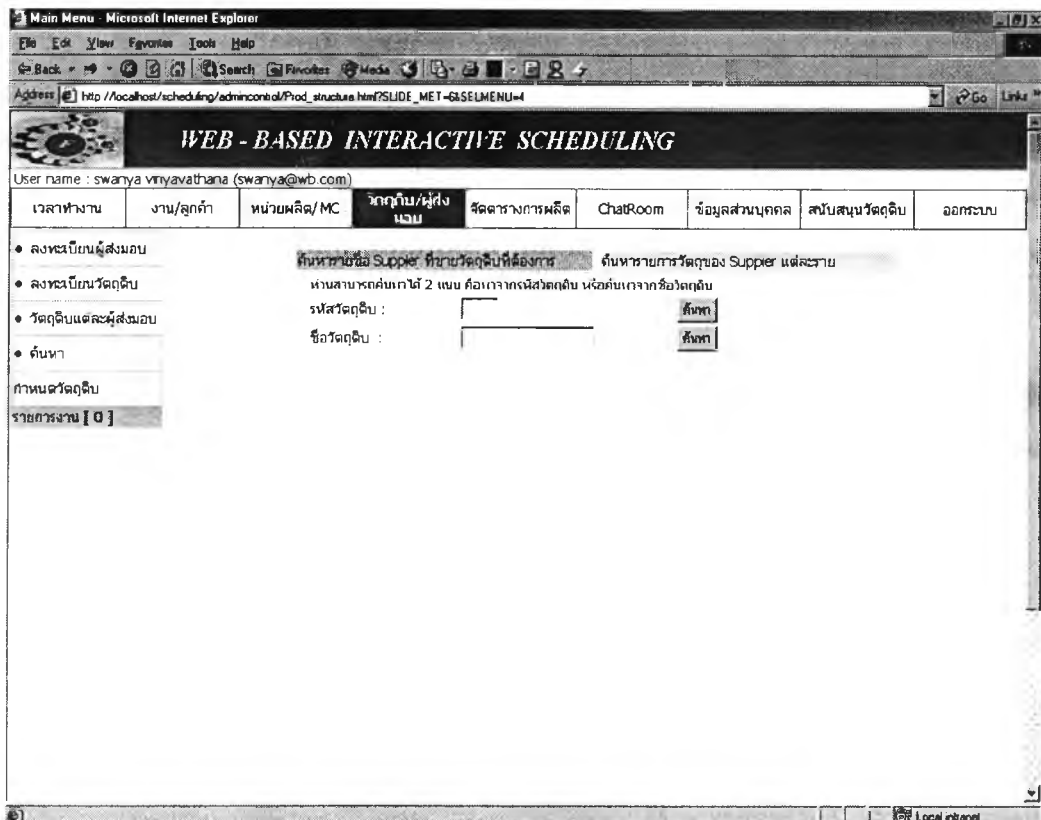 Main Menu - Microsoft Internet Explorer
File Edit View Favorites Tools Help
Back Search Favorites Media
Address http //localhost/scheduling/admincontrol/Prod_structure html?SLIDE_MET=6&SELMENU=4 Go Links
WEB - BASED INTERACTIVE SCHEDULING
User name : swanya viriyavathana (swanya@wb.com)
เวลาทำงาน งาน/ลูกค้า หน่วยผลิต/ MC วัตถุดิบ/ผู้ส่งมอบ จัดตารางการผลิต ChatRoom ข้อมูลส่วนบุคคล สนับสนุนวัตถุดิบ ออกระบบ
• ลงทะเบียนผู้ส่งมอบ
• ลงทะเบียนวัตถุดิบ
• วัตถุดิบแต่ละผู้ส่งมอบ
• ค้นหา
กำหนดวัตถุดิบ
รายการงาน [ 0 ]
ค้นหารายชื่อ Suppier ที่ขายวัตถุดิบที่ต้องการ ค้นหารายการวัตถุของ Suppier แต่ละราย
ท่านสามารถค้นหาได้ 2 แบบ คือหาจากรหัสวัตถุดิบ หรือค้นหาจากชื่อวัตถุดิบ
รหัสวัตถุดิบ : ค้นหา
ชื่อวัตถุดิบ : ค้นหา
Local intranet